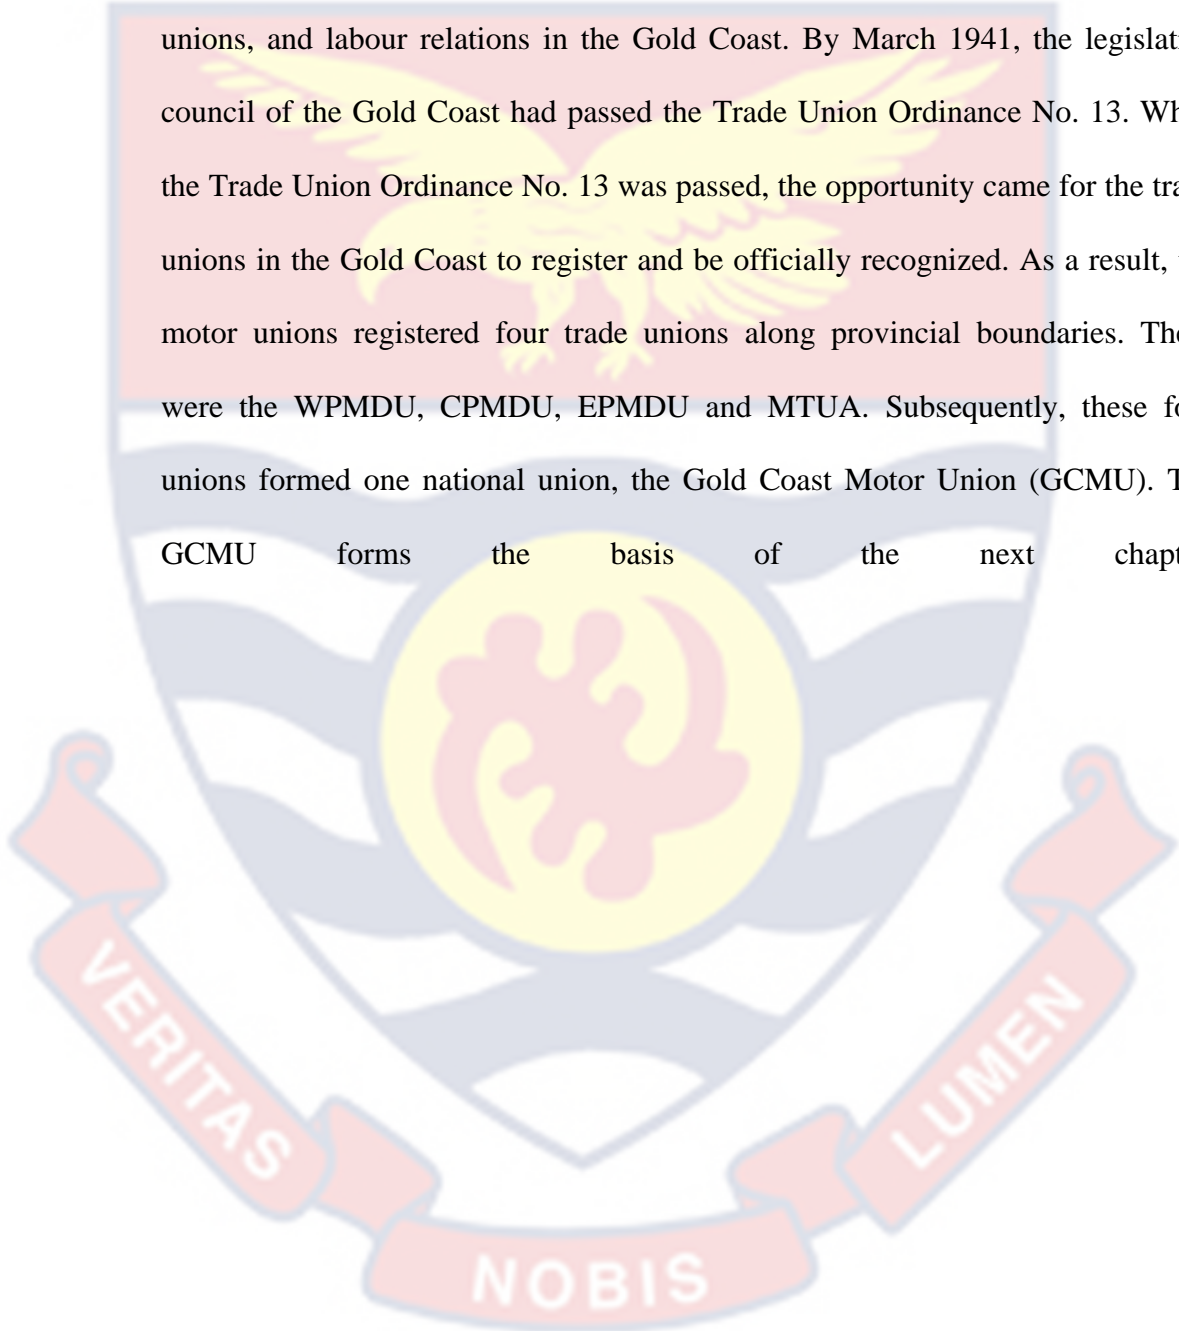 unions, and labour relations in the Gold Coast. By March 1941, the legislati
council of the Gold Coast had passed the Trade Union Ordinance No. 13. Wh
the Trade Union Ordinance No. 13 was passed, the opportunity came for the tra
unions in the Gold Coast to register and be officially recognized. As a result,
motor unions registered four trade unions along provincial boundaries. The
were the WPMDU, CPMDU, EPMDU and MTUA. Subsequently, these fo
unions formed one national union, the Gold Coast Motor Union (GCMU). T
GCMU forms the basis of the next chapt
VERITAS
NOBIS
LUMEN